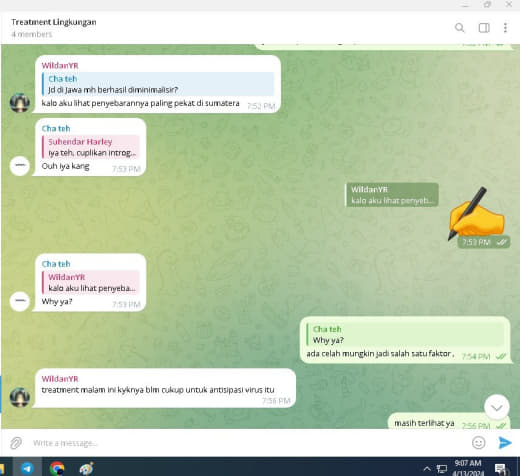 Treatment Lingkungan
4 members
WildanYR
Cha teh
Jd di Jawa mh berhasil diminimalisir?
kalo aku lihat penyebarannya paling pekat di sumatera 7:52 PM
Cha teh
Suhendar Harley
iya teh, cuplikan introg...
Ouh iya kang
7:53 PM
WildanYR
kalo aku lihat penyeb...
7:53 PM
Cha teh
WildanYR
kalo aku lihat penyeba...
Why ya?
7:53 PM
Cha teh
Why ya?
ada celah mungkin jadi salah satu faktor , 7:54 PM
WildanYR
treatment malam ini kyknya blm cukup untuk antisipasi virus itu
7:56 PM
masih terlihat ya 7:56 PM
Write a message...
9:07 AM
4/13/2024